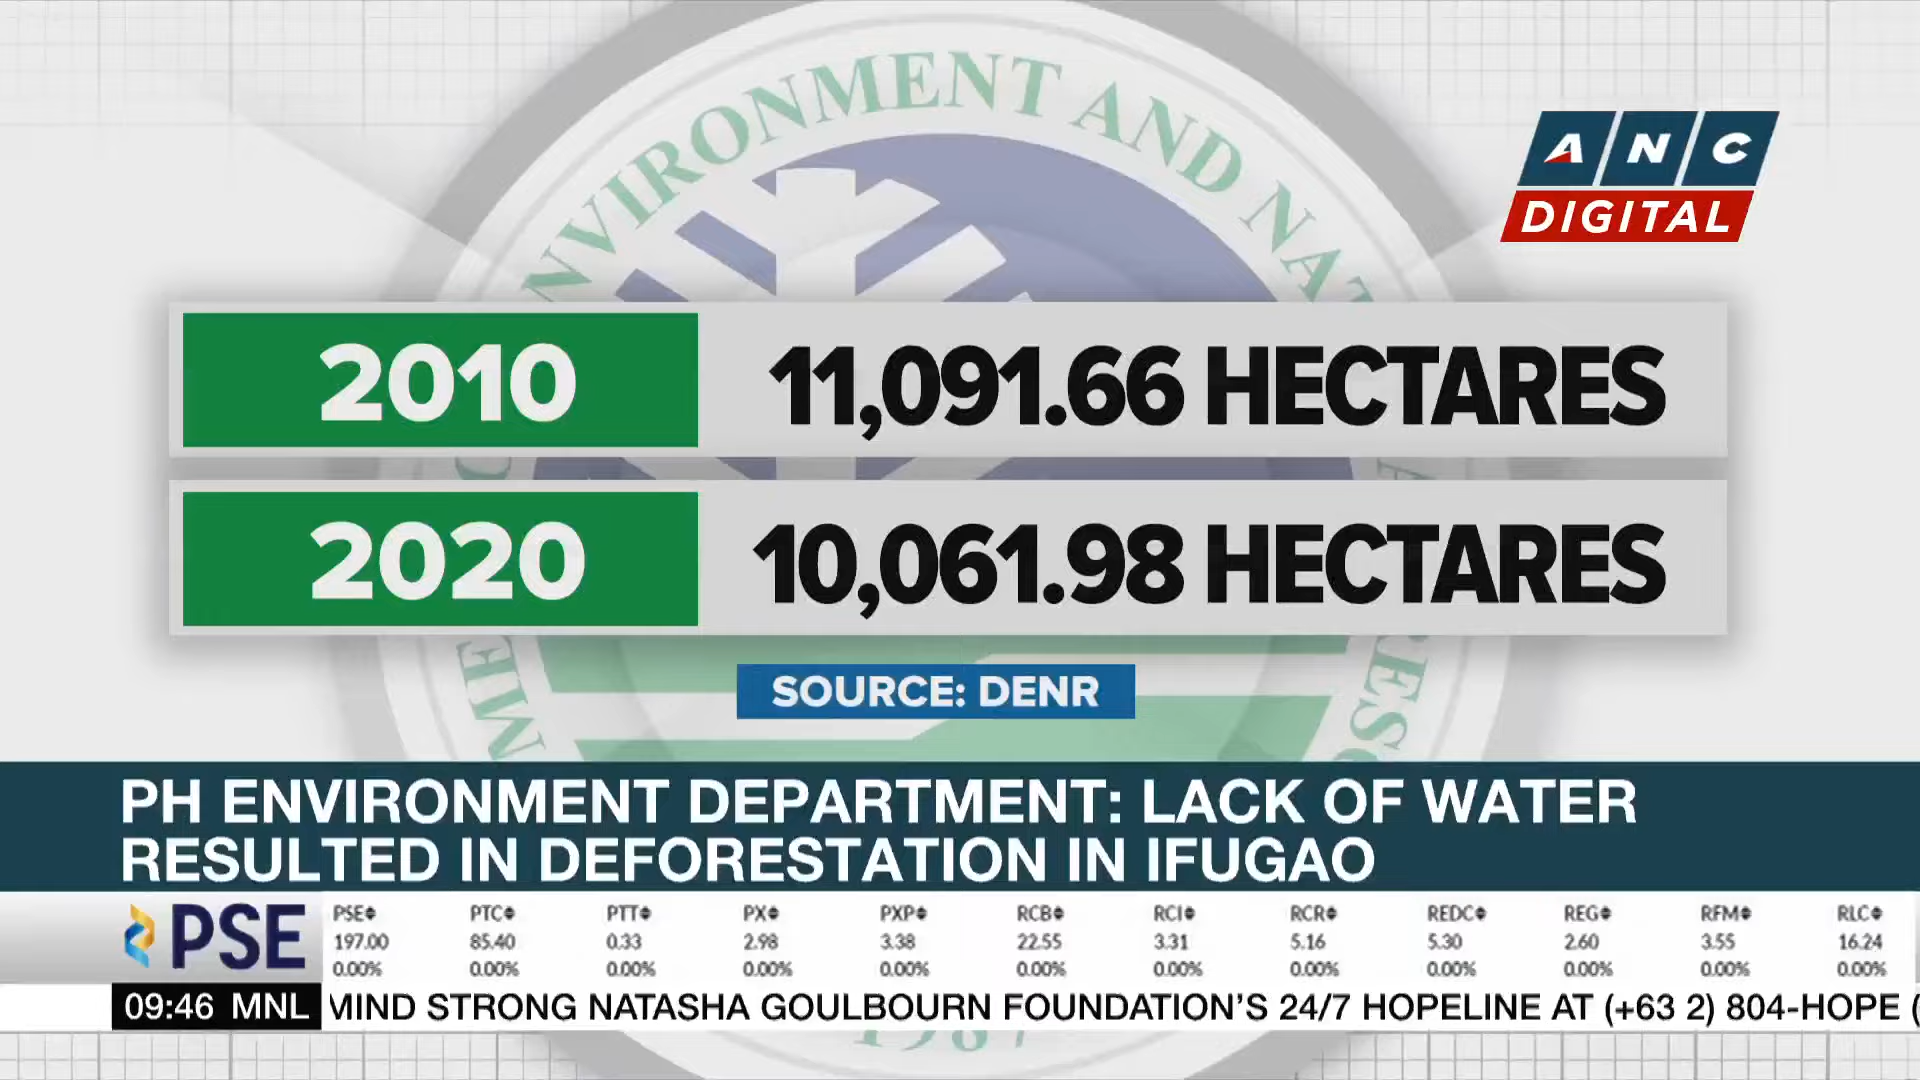 ENVIRONMENT AND NAT
ANC
DIGITAL
2010
11,091.66 HECTARES
2020
10,061.98 HECTARES
SOURCE: DENR
PH ENVIRONMENT DEPARTMENT: LACK OF WATER
RESULTED IN DEFORESTATION IN IFUGAO
PSE
PSE PTC PTT PX PXP RCB RCI RCR REDC REG RFM RLC
197.00 85.40 0.33 2.98 3.38 22.55 3.31 5.16 5.30 2.60 3.55 16.24
0.00% 0.00% 0.00% 0.00% 0.00% 0.00% 0.00% 0.00% 0.00% 0.00% 0.00% 0.00%
09:46 MNL
MIND STRONG NATASHA GOULBOURN FOUNDATION'S 24/7 HOPELINE AT (+63 2) 804-HOPE (
1987